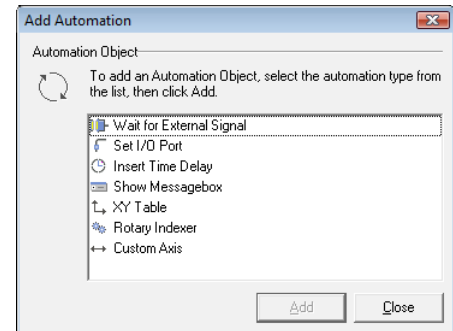 Add Automation
Automation Object
To add an Automation Object, select the automation type from
the list, then click Add.
Wait for External Signal
Set I/O Port
Insert Time Delay
Show Messagebox
XY Table
Rotary Indexer
Custom Axis
Add
Close